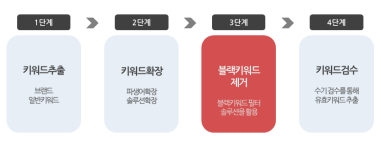 1단계
2단계
3단계
4단계
키워드추출
브랜드
일반키워드
키워드확장
파생어확장
솔루션확장
블랙키워드
제거
블랙키워드 필터
솔루션을 활용
키워드검수
수기 검수를 통해
유효키워드 추출